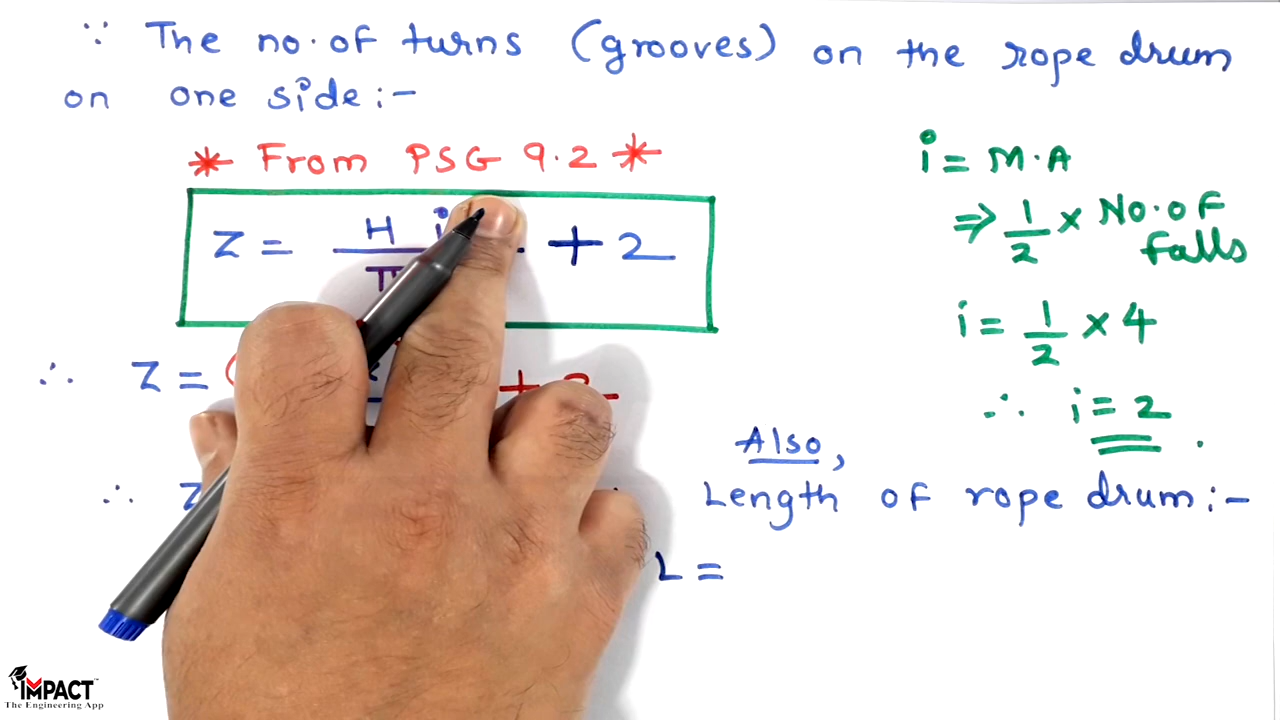 ∵ The no. of turns (grooves) on the rope drum
on one side :-
* From PSG 9.2 *
Z = H i + 2
π
∴ Z = ( +
∴ Z
i = M.A
⇒ 1/2 × No. of
falls
i = 1/2 × 4
∴ i = 2
Also,
Length of rope drum :-
L =
IMPACT
The Engineering App